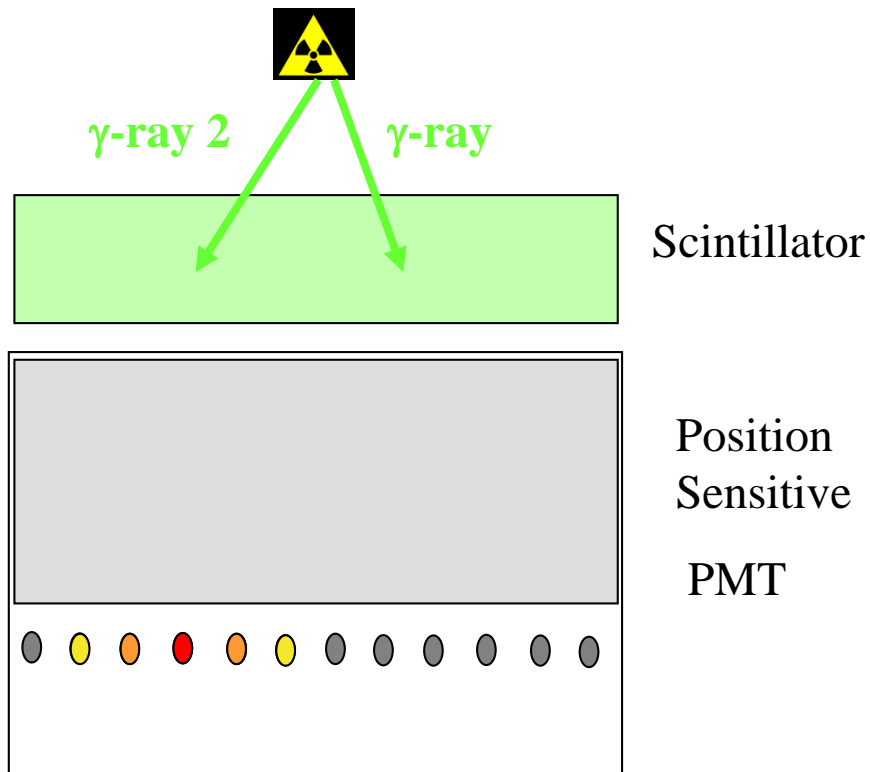 γ-ray 2
γ-ray
Scintillator
Position
Sensitive
PMT